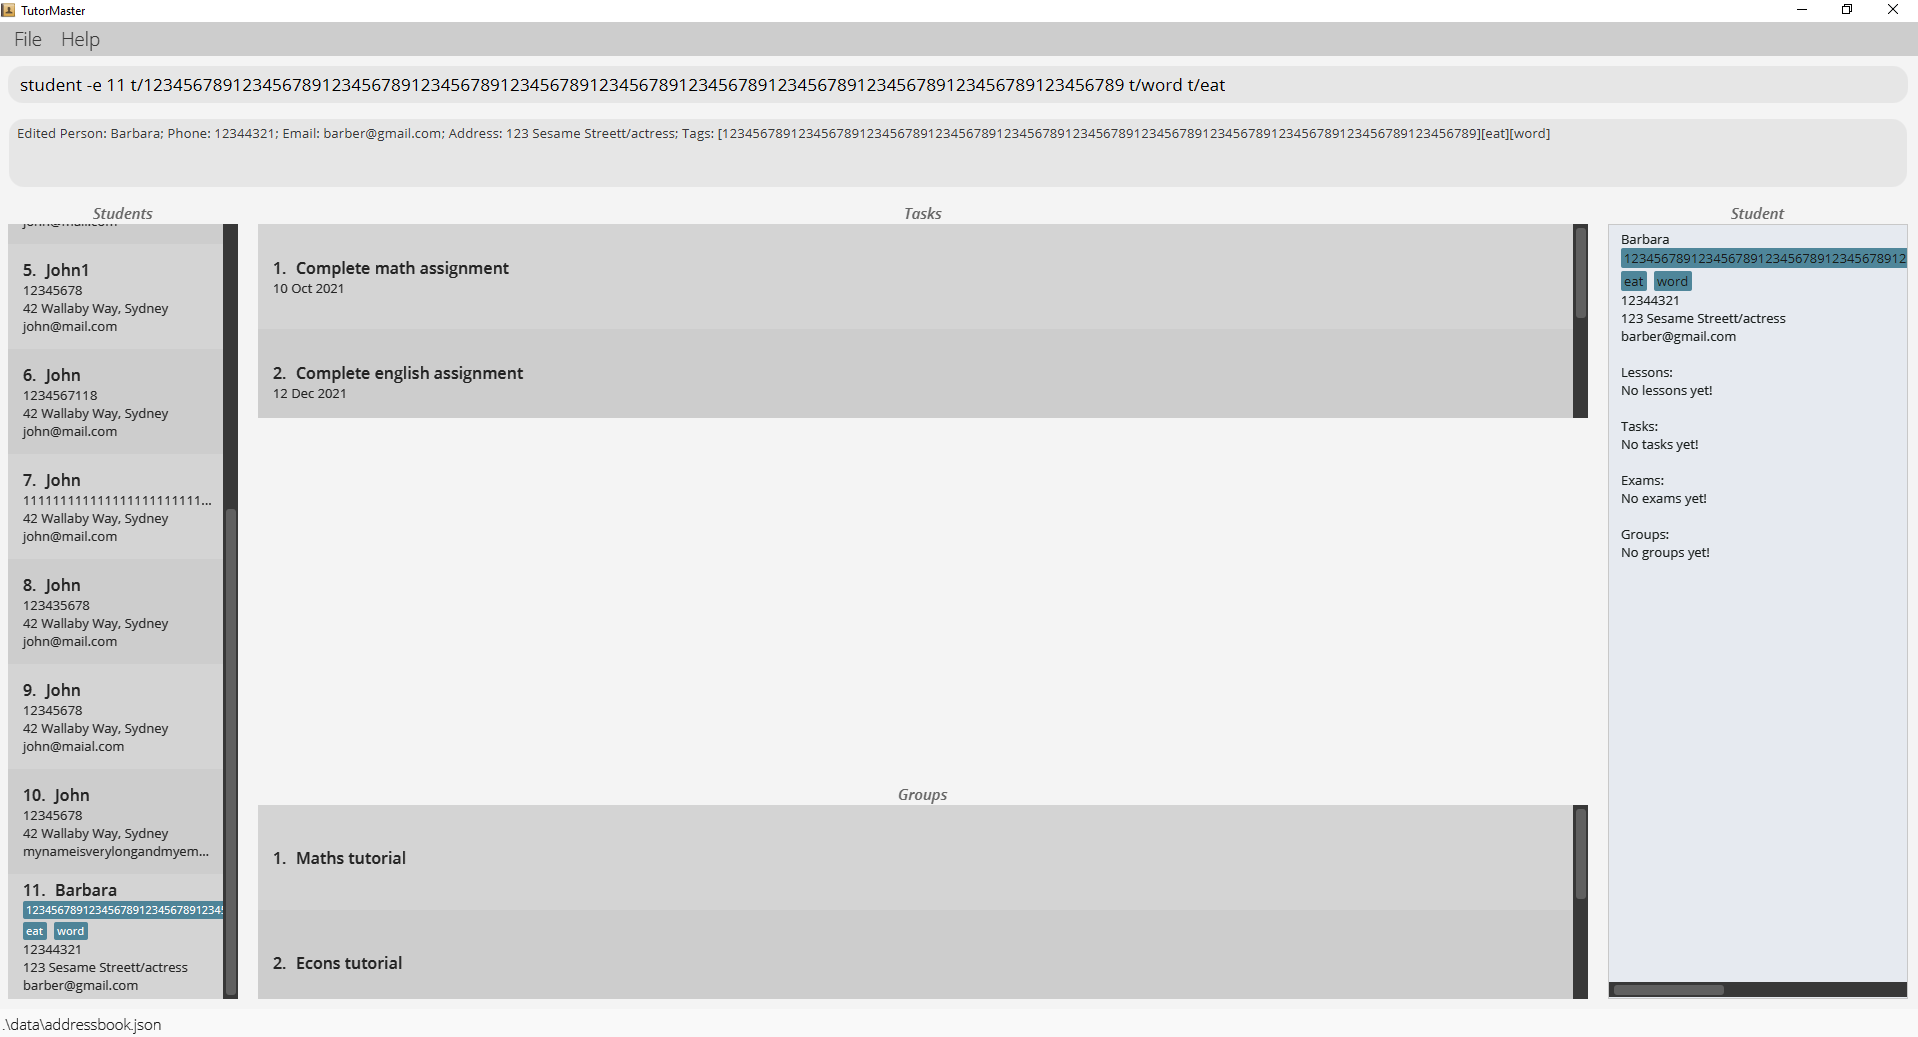 TutorMaster
File Help
student -e 11 t/123456789123456789123456789123456789123456789123456789123456789123456789123456789123456789123456789 t/word t/eat
Edited Person: Barbara; Phone: 12344321; Email: barber@gmail.com; Address: 123 Sesame Streett/actress; Tags: [123456789123456789123456789123456789123456789123456789123456789123456789123456789123456789123456789][eat][word]
Students
5. John1
12345678
42 Wallaby Way, Sydney
john@mail.com
6. John
1234567118
42 Wallaby Way, Sydney
john@mail.com
7. John
42 Wallaby Way, Sydney
john@mail.com
8. John
123435678
42 Wallaby Way, Sydney
john@mail.com
9. John
12345678
42 Wallaby Way, Sydney
john@maial.com
10. John
12345678
42 Wallaby Way, Sydney
mynameisverylongandmyem...
11. Barbara
12345678912345678912345678912345
eat word
12344321
123 Sesame Streett/actress
barber@gmail.com
Tasks
1. Complete math assignment
10 Oct 2021
2. Complete english assignment
12 Dec 2021
Groups
1. Maths tutorial
2. Econs tutorial
Student
Barbara
12345678912345678912345678912345678912
eat word
12344321
123 Sesame Streett/actress
barber@gmail.com
Lessons:
No lessons yet!
Tasks:
No tasks yet!
Exams:
No exams yet!
Groups:
No groups yet!
.\data\addressbook.json